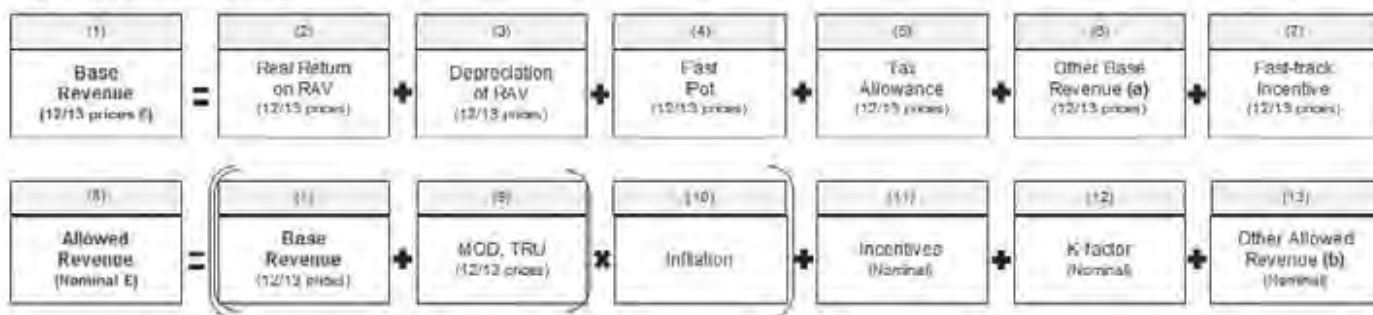 (1)
Base
Revenue
(12/13 prices £)
=
(2)
Real Return
on RAV
(12/13 prices)
+
(3)
Depreciation
of RAV
(12/13 prices)
+
(4)
Fast
Pot
(12/13 prices)
+
(5)
Tax
Allowance
(12/13 prices)
+
(6)
Other Base
Revenue (a)
(12/13 prices)
+
(7)
Fast-track
Incentive
(12/13 prices)
(8)
Allowed
Revenue
(Nominal £)
=
(1)
Base
Revenue
(12/13 prices)
+
(9)
MOD, TRU
(12/13 prices)
×
(10)
Inflation
+
(11)
Incentives
(Nominal)
+
(12)
K-factor
(Nominal)
+
(13)
Other Allowed
Revenue (b)
(Nominal)